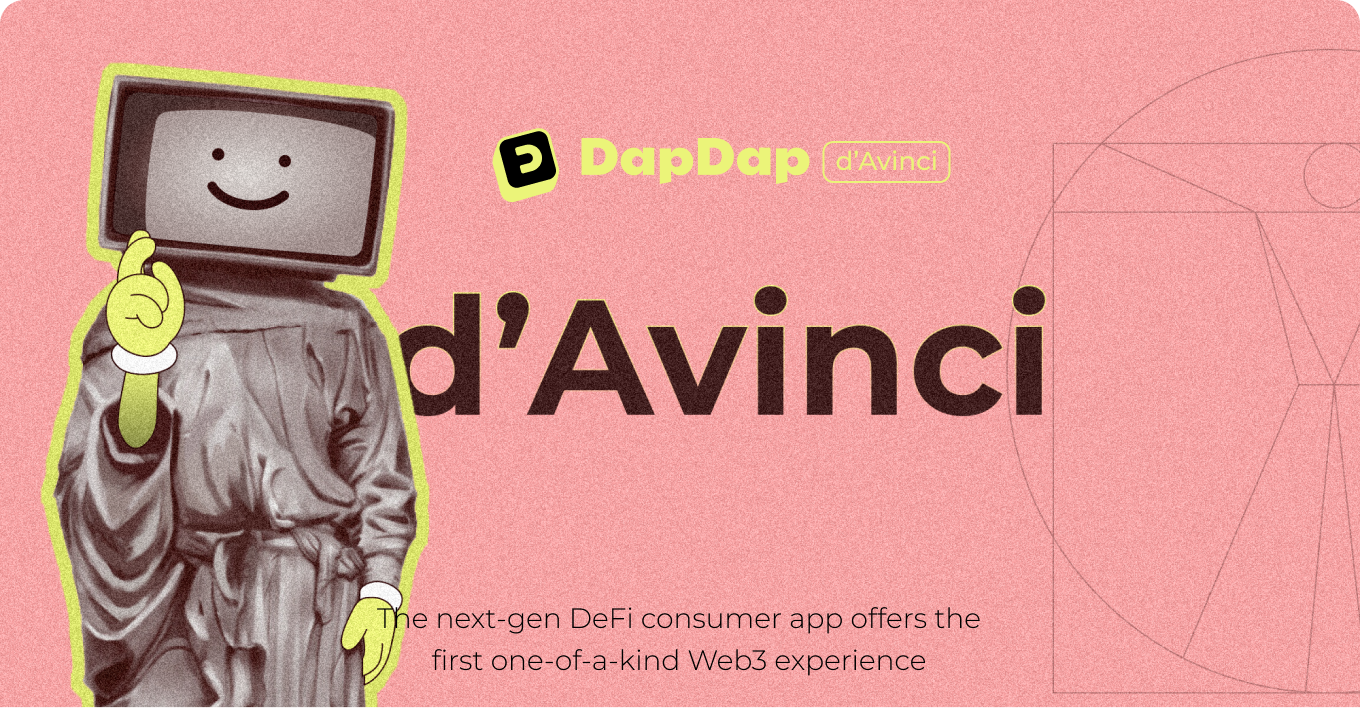 DapDap d’Avinci
d’Avinci
The next-gen DeFi consumer app offers the
first one-of-a-kind Web3 experience